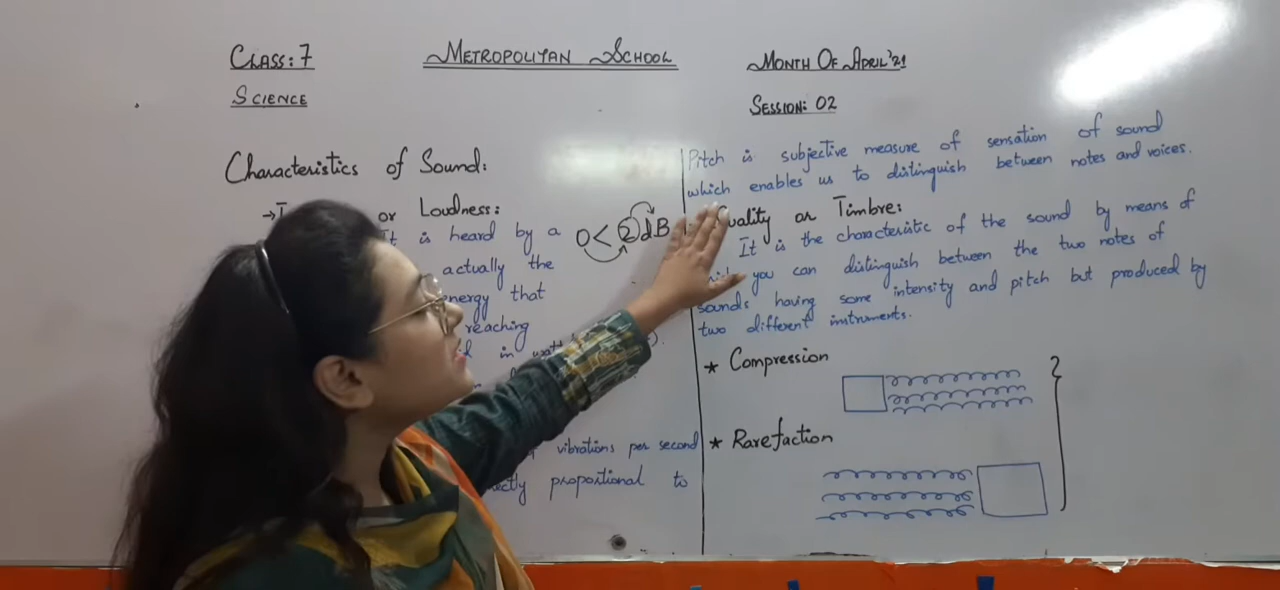 CLASS: 7
METROPOLITAN SCHOOL
MONTH OF APRIL '21
SCIENCE
SESSION: 02
Characteristics of Sound:
or Loudness:
It is heard by a
actually the
energy that
reaching
in
0 < 2 dB
vibrations per second
proportional to
Pitch is subjective measure of sensation of sound
which enables us to distinguish between notes and voices.
Quality or Timbre:
It is the characteristic of the sound by means of
you can distinguish between the two notes of
sounds having same intensity and pitch but produced by
two different instruments.
* Compression
* Rarefaction